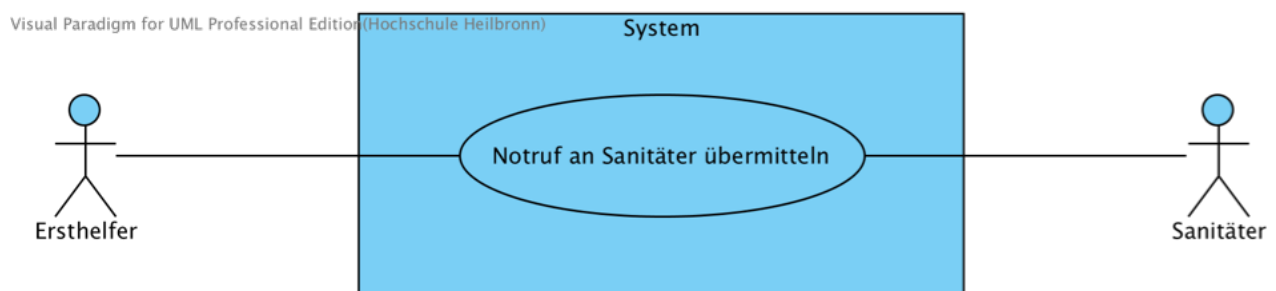 Visual Paradigm for UML Professional Edition(Hochschule Heilbronn)
System
Notruf an Sanitäter übermitteln
Ersthelfer
Sanitäter